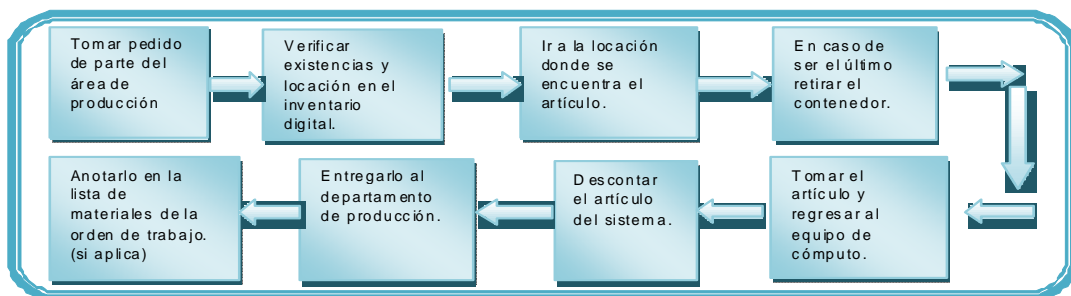 Tomar pedido
de parte del
área de
producción
Verificar
existencias y
locación en el
inventario
digital.
Ir a la locación
donde se
encuentra el
artículo.
En caso de
ser el último
retirar el
contenedor.
Tomar el
artículo y
regresar al
equipo de
cómputo.
Descontar
el artículo
del sistema.
Entregarlo al
departamento
de producción.
Anotarlo en la
lista de
materiales de la
orden de trabajo.
(si aplica)